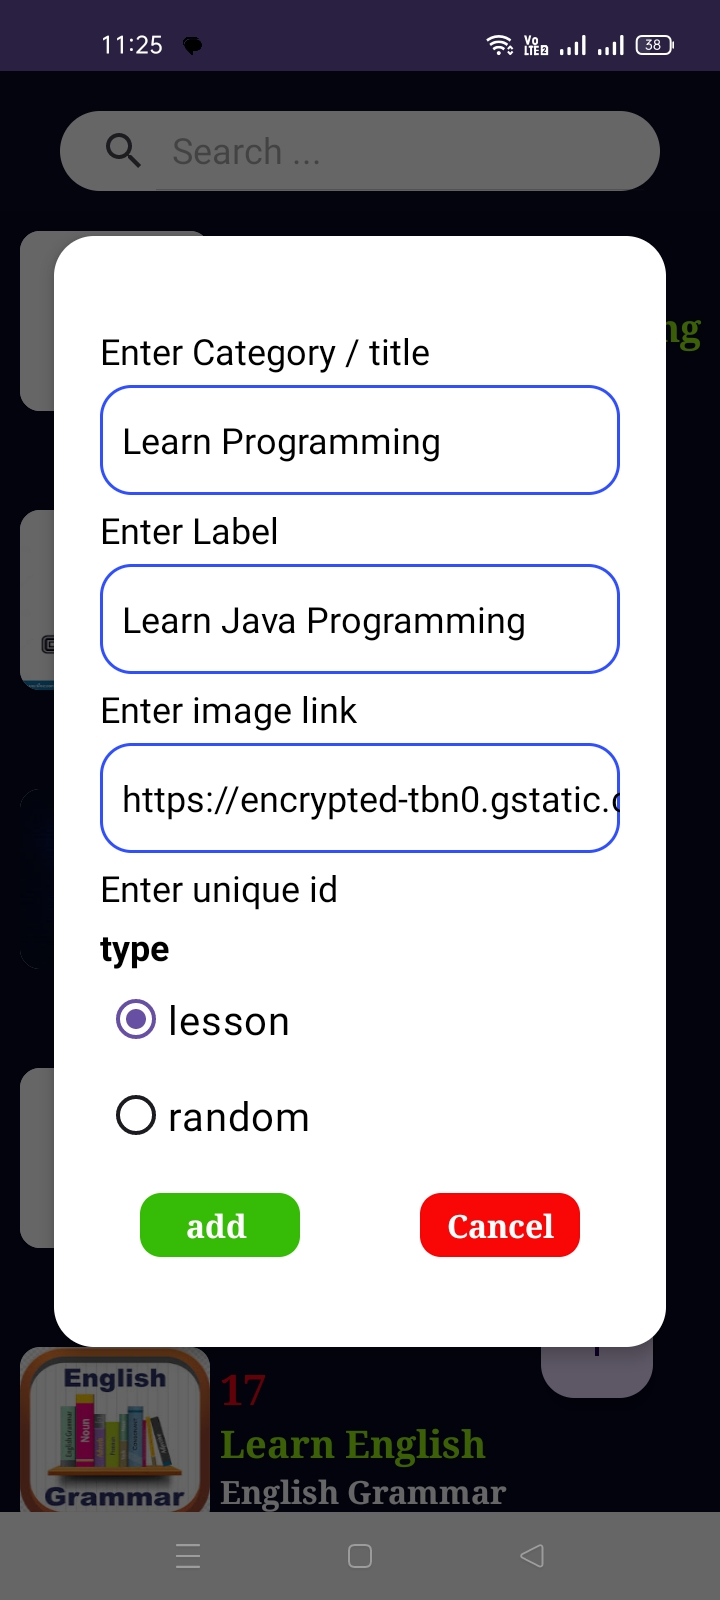 11:25
Vo
LTE2
38
Search ...
ng
Enter Category / title
Learn Programming
Enter Label
Learn Java Programming
Enter image link
https://encrypted-tbn0.gstatic.c
Enter unique id
type
lesson
random
add
Cancel
English
Noun
Grammar
17
Learn English
English Grammar